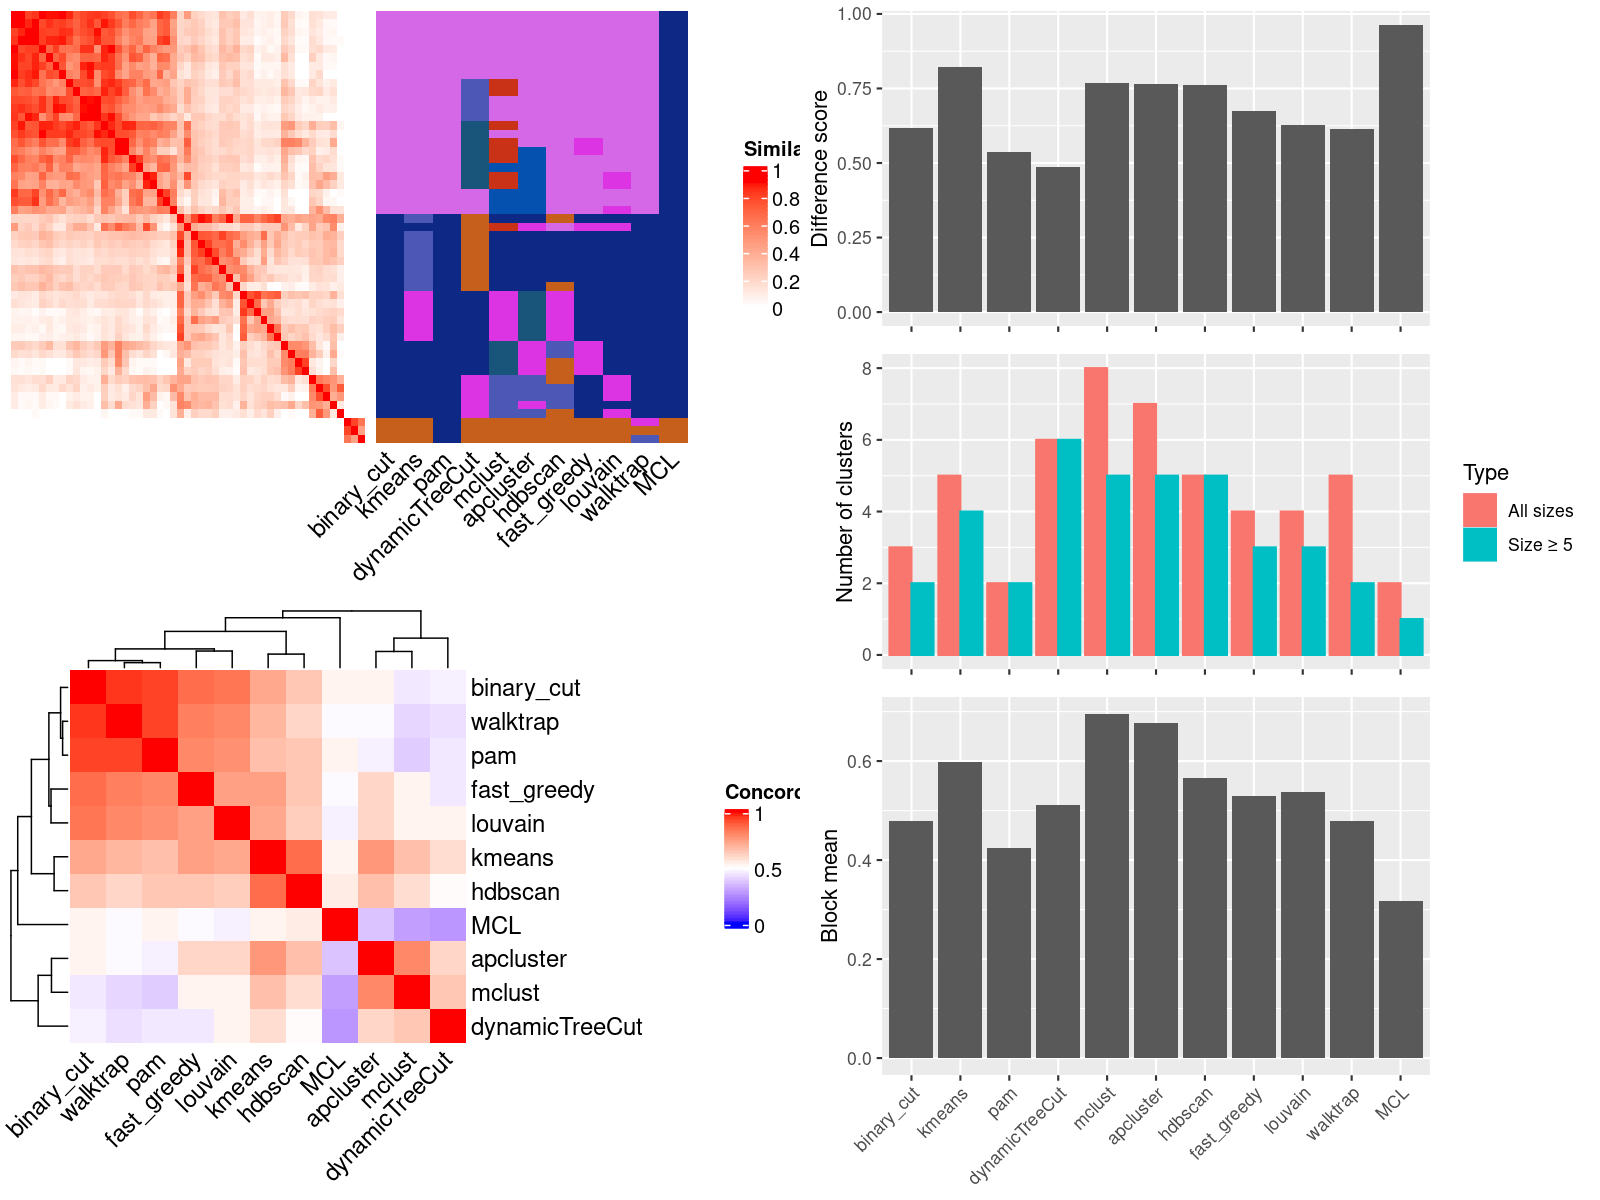 Simila
1
0.8
0.6
0.4
0.2
0
binary_cut
kmeans
pam
dynamicTreeCut
mclust
apcluster
hdbscan
fast_greedy
louvain
walktrap
MCL
Difference score
1.00
0.75
0.50
0.25
0.00
Number of clusters
8
6
4
2
0
Type
All sizes
Size ≥ 5
binary_cut
walktrap
pam
fast_greedy
louvain
kmeans
hdbscan
MCL
apcluster
mclust
dynamicTreeCut
binary_cut
walktrap
pam
fast_greedy
louvain
kmeans
hdbscan
MCL
apcluster
mclust
dynamicTreeCut
Concord
1
0.5
0
Block mean
0.6
0.4
0.2
0.0
binary_cut
kmeans
pam
dynamicTreeCut
mclust
apcluster
hdbscan
fast_greedy
louvain
walktrap
MCL